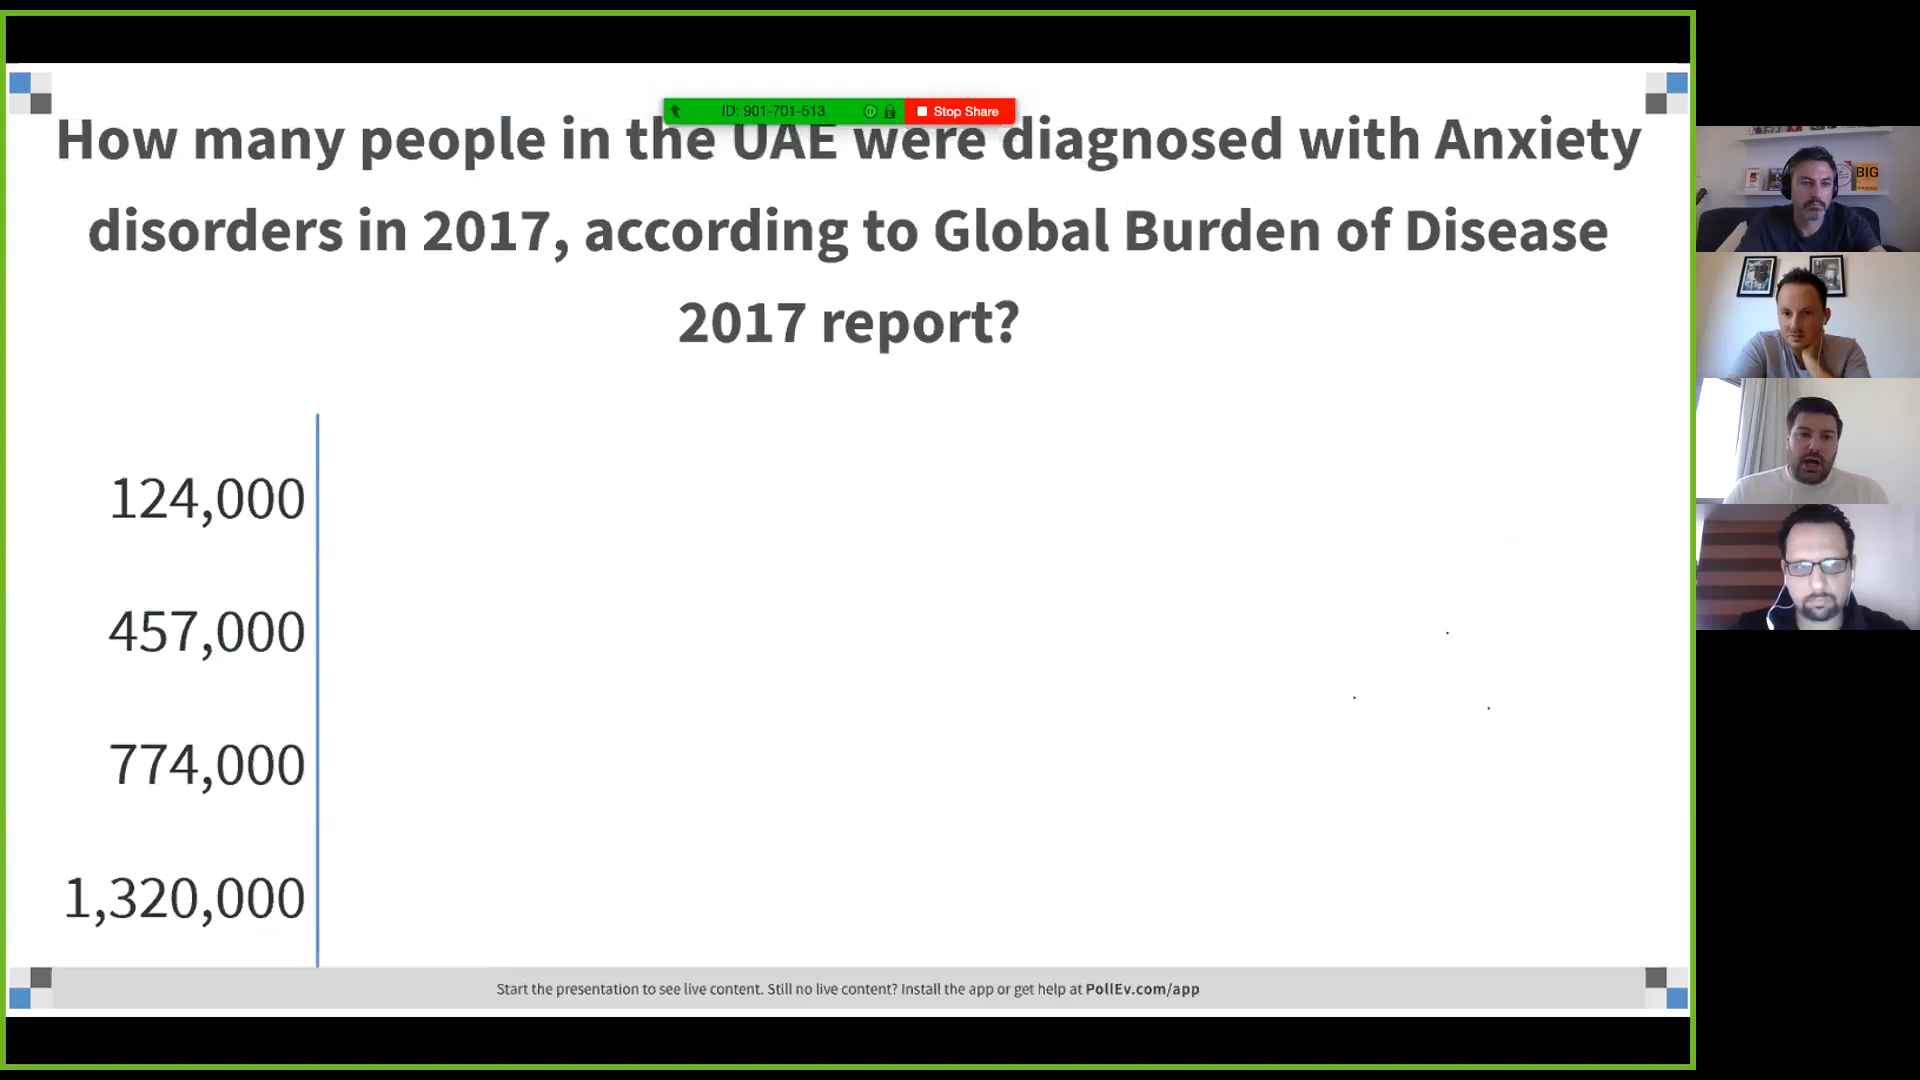 ID: 901-701-513
Stop Share
How many people in the UAE were diagnosed with Anxiety
disorders in 2017, according to Global Burden of Disease
2017 report?
124,000
457,000
774,000
1,320,000
Start the presentation to see live content. Still no live content? Install the app or get help at PollEv.com/app
BIG